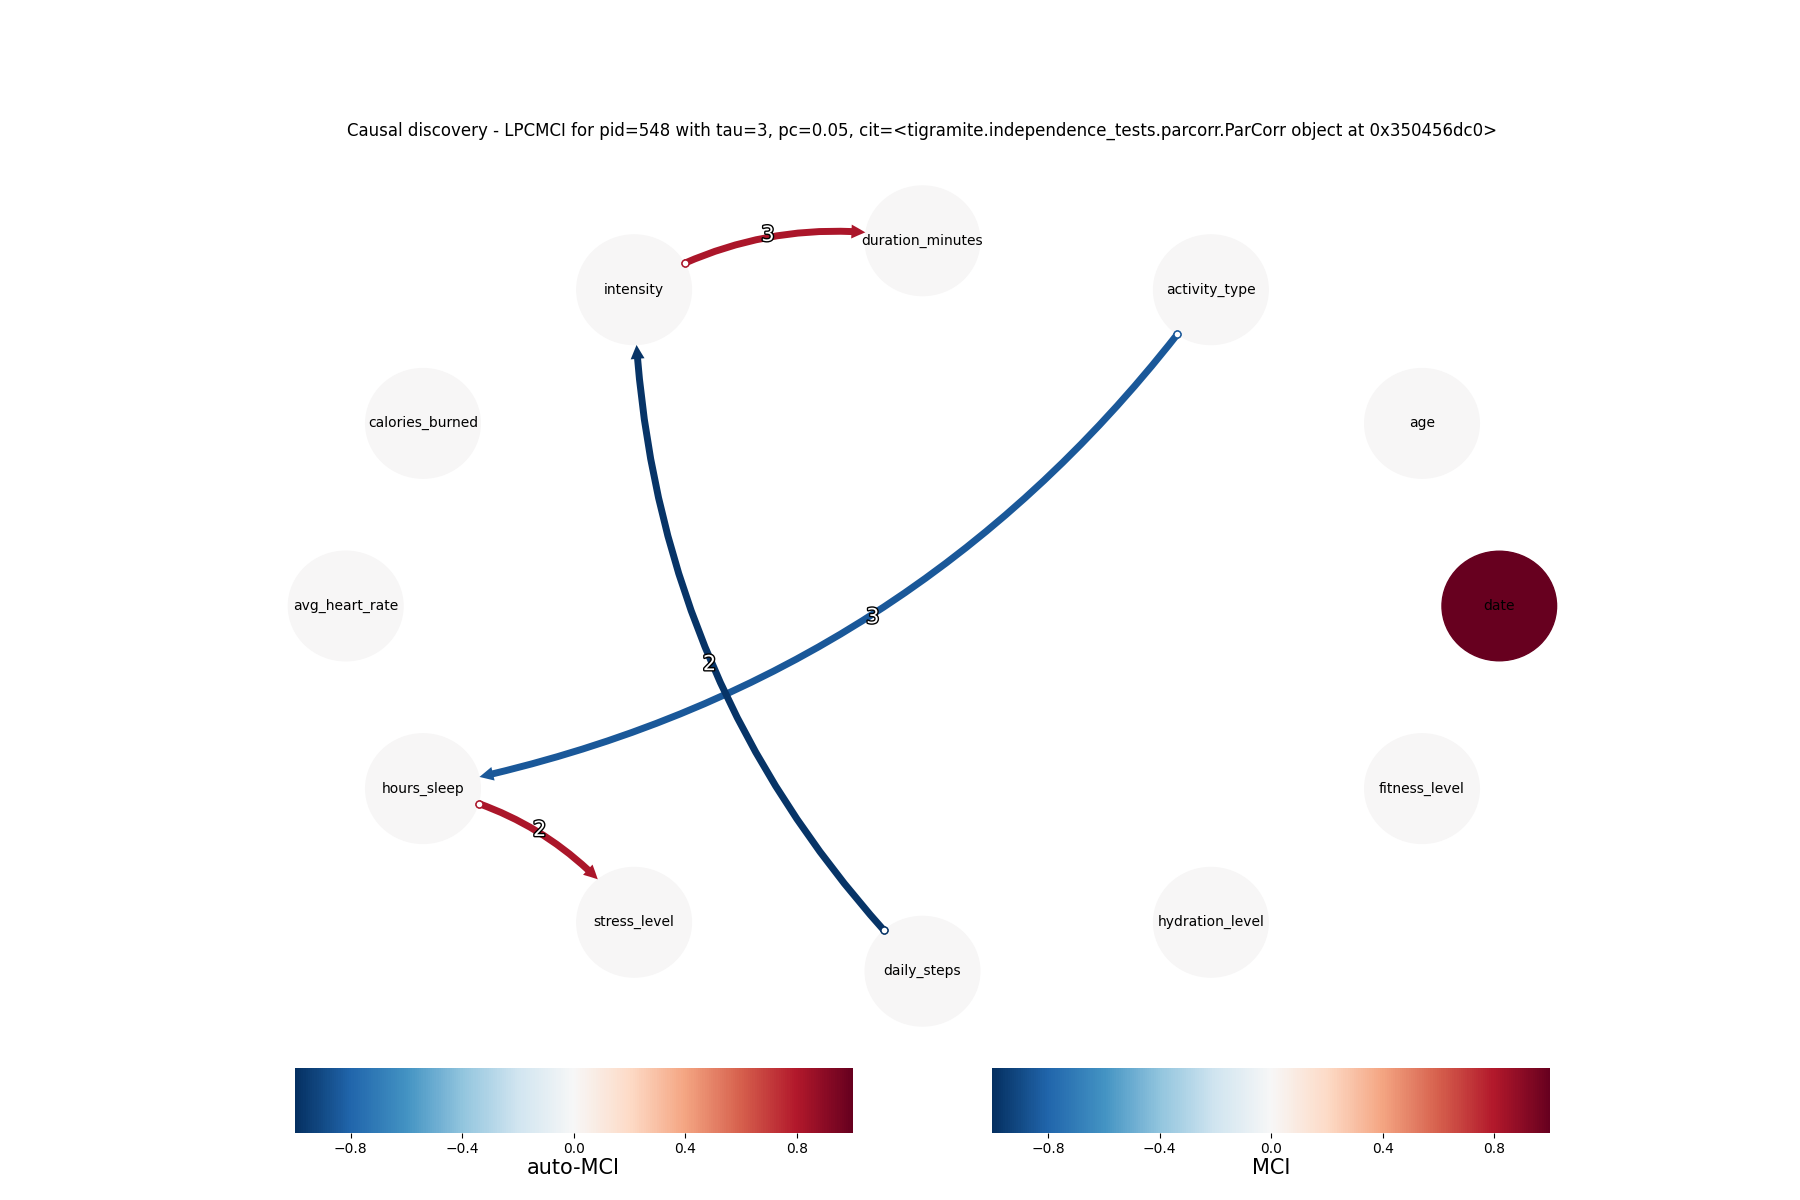 Causal discovery - LPCMCI for pid=548 with tau=3, pc=0.05, cit=<tigramite.independence_tests.parcorr.ParCorr object at 0x350456dc0>
3
duration_minutes
intensity
activity_type
calories_burned
age
avg_heart_rate
date
3
2
hours_sleep
fitness_level
2
stress_level
hydration_level
daily_steps
−0.8 −0.4 0.0 0.4 0.8
auto-MCI
−0.8 −0.4 0.0 0.4 0.8
MCI